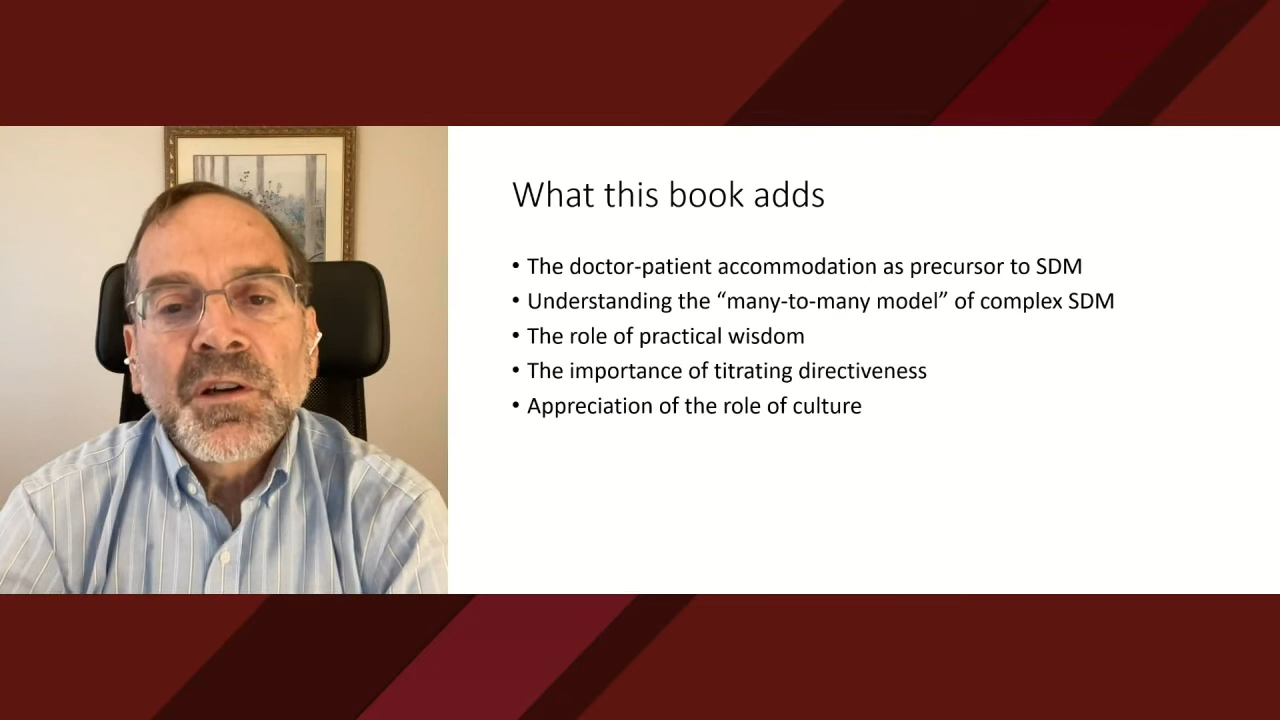 What this book adds
• The doctor-patient accommodation as precursor to SDM
• Understanding the “many-to-many model” of complex SDM
• The role of practical wisdom
• The importance of titrating directiveness
• Appreciation of the role of culture